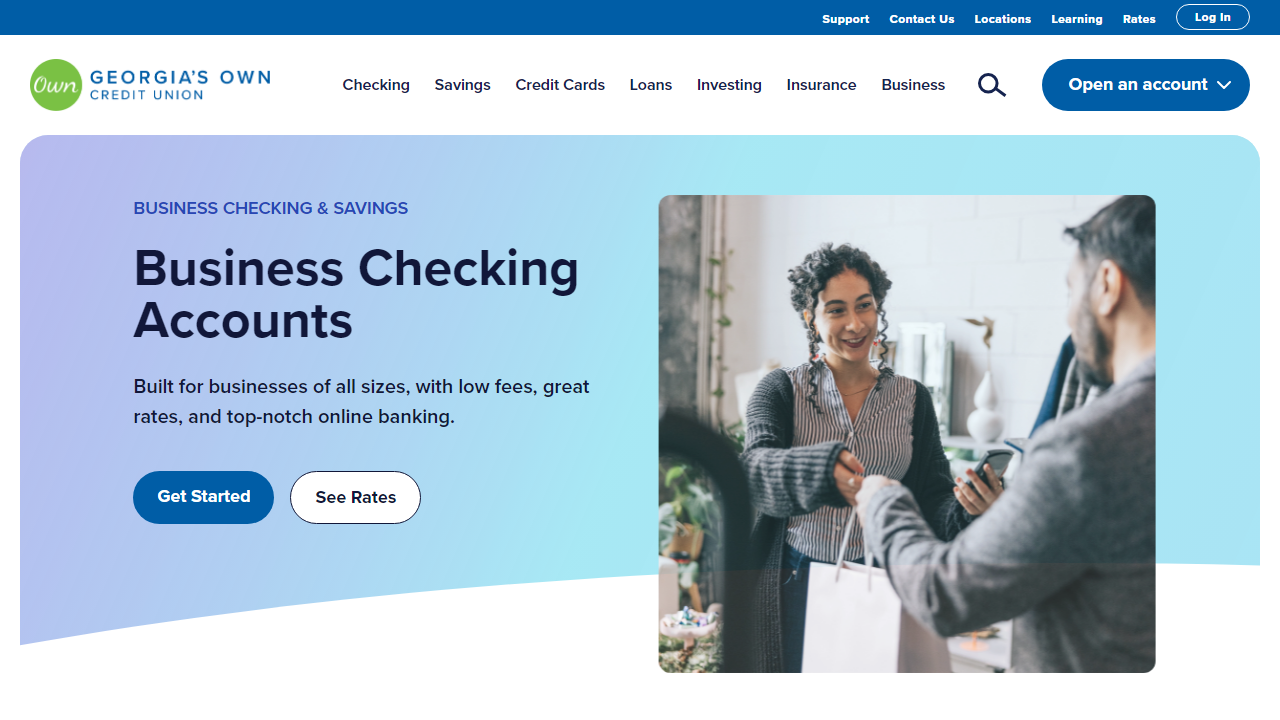 Support Contact Us Locations Learning Rates Log In
Own GEORGIA'S OWN
CREDIT UNION
Checking Savings Credit Cards Loans Investing Insurance Business Open an account
BUSINESS CHECKING & SAVINGS
Business Checking
Accounts
Built for businesses of all sizes, with low fees, great
rates, and top-notch online banking.
Get Started See Rates